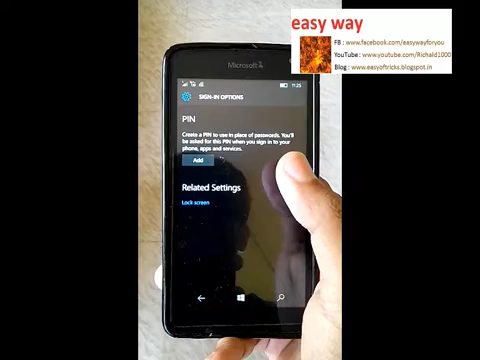 easy way
FB : www.facebook.com/easywayforyou
YouTube : www.youtube.com/Richald1000
Blog : www.easyoftricks.blogspot.in
Microsoft
11:25
SIGN-IN OPTIONS
PIN
Create a PIN to use in place of passwords. You'll
be asked for this PIN when you sign in to your
phone, apps and services.
Add
Related Settings
Lock screen